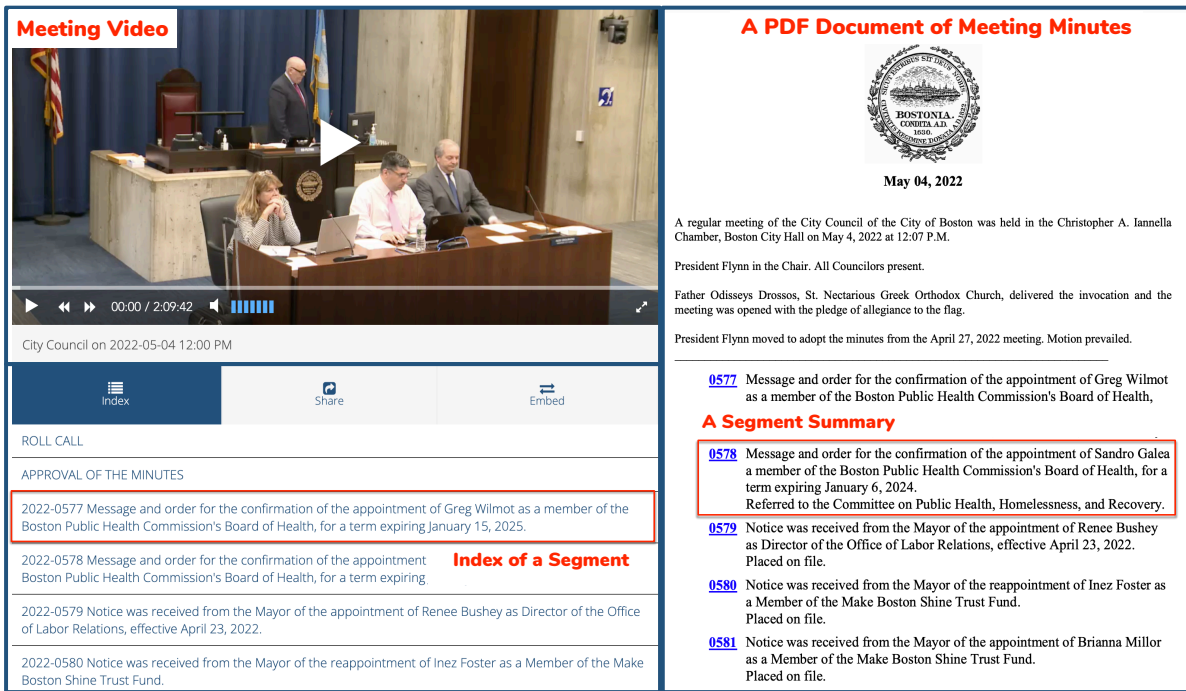 Meeting Video
00:00 / 2:09:42
City Council on 2022-05-04 12:00 PM
Index
Share
Embed
ROLL CALL
APPROVAL OF THE MINUTES
2022-0577 Message and order for the confirmation of the appointment of Greg Wilmot as a member of the
Boston Public Health Commission's Board of Health, for a term expiring January 15, 2025.
2022-0578 Message and order for the confirmation of the appointment
Boston Public Health Commission's Board of Health, for a term expiring
Index of a Segment
2022-0579 Notice was received from the Mayor of the appointment of Renee Bushey as Director of the Office
of Labor Relations, effective April 23, 2022.
2022-0580 Notice was received from the Mayor of the reappointment of Inez Foster as a Member of the Make
Boston Shine Trust Fund.
A PDF Document of Meeting Minutes
SICUT PATRIBUS SIT DEUS NOBIS
BOSTONIA.
CONDITA A.D.
1630.
CIVITATIS REGIMINE DONATA A.D. 1822.
May 04, 2022
A regular meeting of the City Council of the City of Boston was held in the Christopher A. Iannella
Chamber, Boston City Hall on May 4, 2022 at 12:07 P.M.
President Flynn in the Chair. All Councilors present.
Father Odisseys Drossos, St. Nectarious Greek Orthodox Church, delivered the invocation and the
meeting was opened with the pledge of allegiance to the flag.
President Flynn moved to adopt the minutes from the April 27, 2022 meeting. Motion prevailed.
0577 Message and order for the confirmation of the appointment of Greg Wilmot
as a member of the Boston Public Health Commission's Board of Health,
A Segment Summary
0578 Message and order for the confirmation of the appointment of Sandro Galea
a member of the Boston Public Health Commission's Board of Health, for a
term expiring January 6, 2024.
Referred to the Committee on Public Health, Homelessness, and Recovery.
0579 Notice was received from the Mayor of the appointment of Renee Bushey
as Director of the Office of Labor Relations, effective April 23, 2022.
Placed on file.
0580 Notice was received from the Mayor of the reappointment of Inez Foster as
a Member of the Make Boston Shine Trust Fund.
Placed on file.
0581 Notice was received from the Mayor of the appointment of Brianna Millor
as a Member of the Make Boston Shine Trust Fund.
Placed on file.